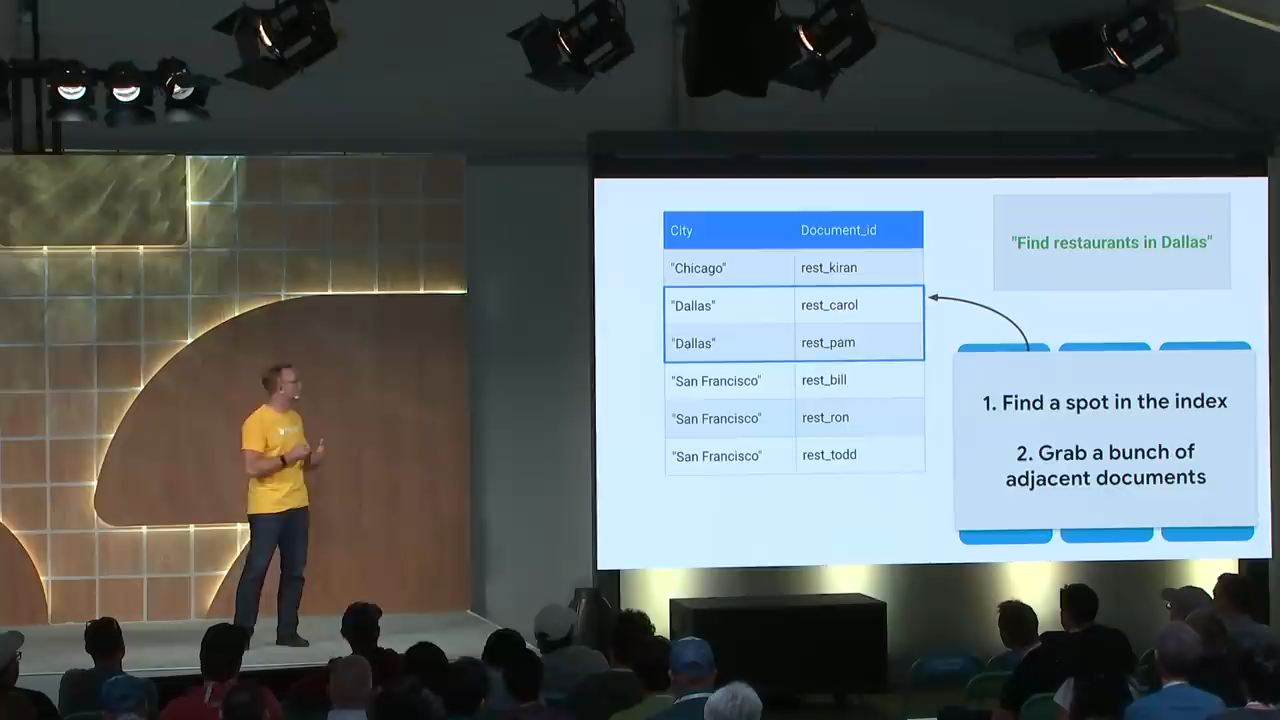 City Document_id
"Chicago" rest_kiran
"Dallas" rest_carol
"Dallas" rest_pam
"San Francisco" rest_bill
"San Francisco" rest_ron
"San Francisco" rest_todd
"Find restaurants in Dallas"
1. Find a spot in the index
2. Grab a bunch of
adjacent documents